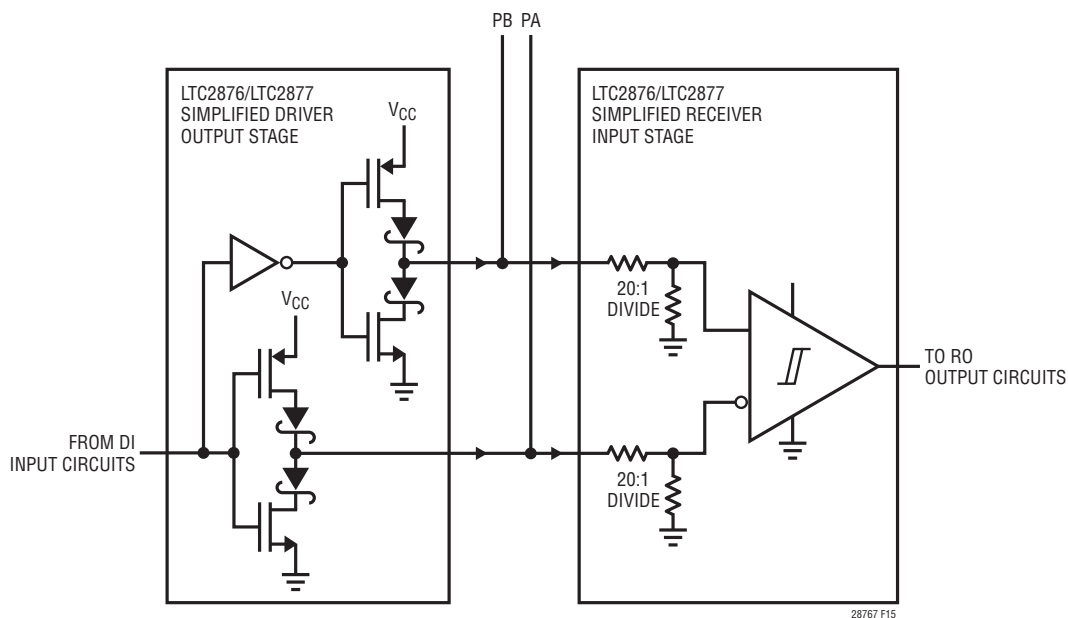 PB PA
LTC2876/LTC2877
SIMPLIFIED DRIVER
OUTPUT STAGE
VCC
VCC
FROM DI
INPUT CIRCUITS
LTC2876/LTC2877
SIMPLIFIED RECEIVER
INPUT STAGE
20:1
DIVIDE
20:1
DIVIDE
TO RO
OUTPUT CIRCUITS
28767 F15